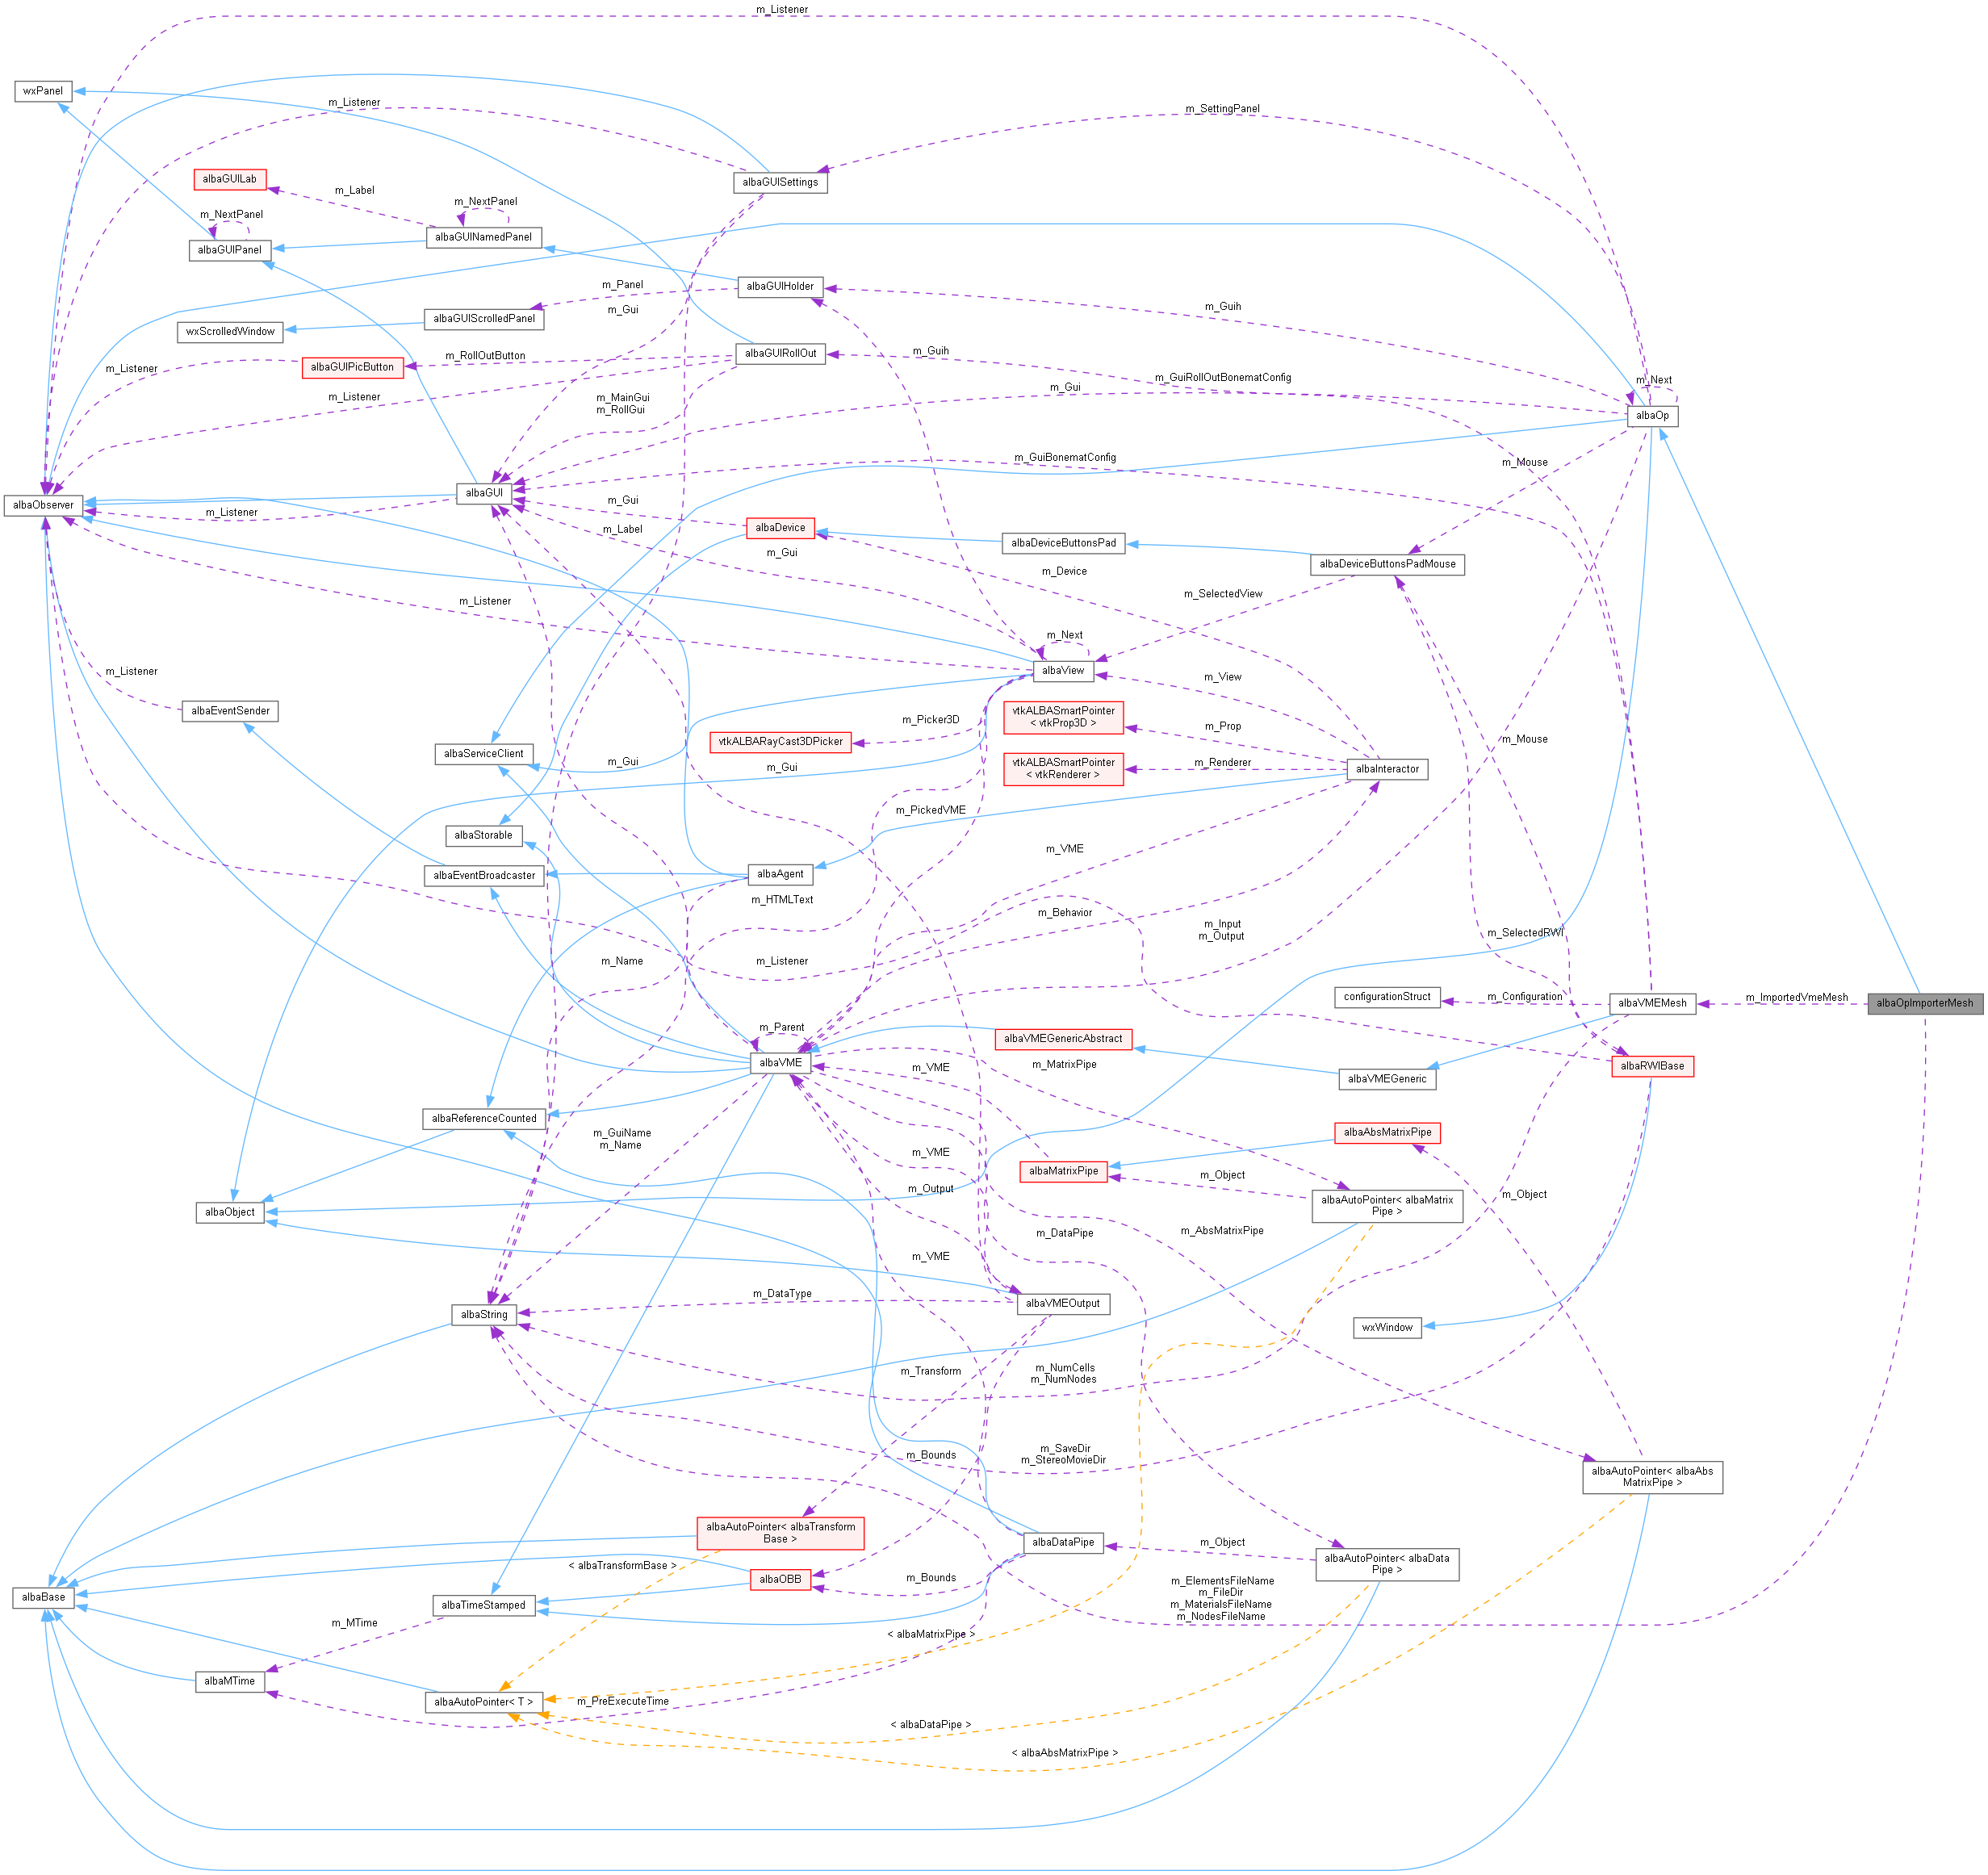 m_Listener
wxPanel
m_Listener
m_SettingPanel
albaGUILab
albaGUISettings
m_Label
m_NextPanel
m_NextPanel
albaGUINamedPanel
albaGUIPanel
albaGUIHolder
m_Panel
m_Guih
m_Gui
albaGUIScrolledPanel
wxScrolledWindow
albaGUIRollOut
m_Guih
m_RollOutButton
albaGUIPicButton
m_Listener
m_GuiRollOutBonematConfig
m_Next
m_Gui
m_Listener
m_MainGui
m_RollGui
albaOp
m_GuiBonematConfig
m_Mouse
albaGUI
albaObserver
m_Gui
m_Listener
albaDevice
m_Label
albaDeviceButtonsPad
m_Gui
albaDeviceButtonsPadMouse
m_Device
m_SelectedView
m_Listener
m_Next
albaView
m_Listener
m_View
albaEventSender
vtkALBASmartPointer
< vtkProp3D >
m_Picker3D
m_Prop
vtkALBARayCast3DPicker
m_Mouse
albaServiceClient
m_Gui
m_Gui
vtkALBASmartPointer
< vtkRenderer >
m_Renderer
albaInteractor
m_PickedVME
albaStorable
m_VME
albaEventBroadcaster
albaAgent
m_HTMLText
m_Behavior
m_Input
m_Output
m_SelectedRWI
m_Name
m_Listener
configurationStruct
m_Configuration
albaVMEMesh
m_ImportedVmeMesh
albaOpImporterMesh
m_Parent
albaVMEGenericAbstract
albaVME
m_VME
m_MatrixPipe
albaVMEGeneric
albaRWIBase
albaReferenceCounted
m_GuiName
m_Name
albaAbsMatrixPipe
m_VME
albaMatrixPipe
m_Object
m_Output
m_Object
albaAutoPointer< albaMatrix
Pipe >
albaObject
m_DataPipe
m_AbsMatrixPipe
m_VME
m_DataType
albaVMEOutput
albaString
wxWindow
m_Transform
m_NumCells
m_NumNodes
m_Bounds
m_SaveDir
m_StereoMovieDir
albaAutoPointer< albaAbs
MatrixPipe >
albaAutoPointer< albaTransform
Base >
albaDataPipe
m_Object
albaAutoPointer< albaData
Pipe >
< albaTransformBase >
albaOBB
m_Bounds
m_ElementsFileName
m_FileDir
m_MaterialsFileName
m_NodesFileName
albaBase
albaTimeStamped
m_MTime
< albaMatrixPipe >
albaMTime
albaAutoPointer< T >
m_PreExecuteTime
< albaDataPipe >
< albaAbsMatrixPipe >